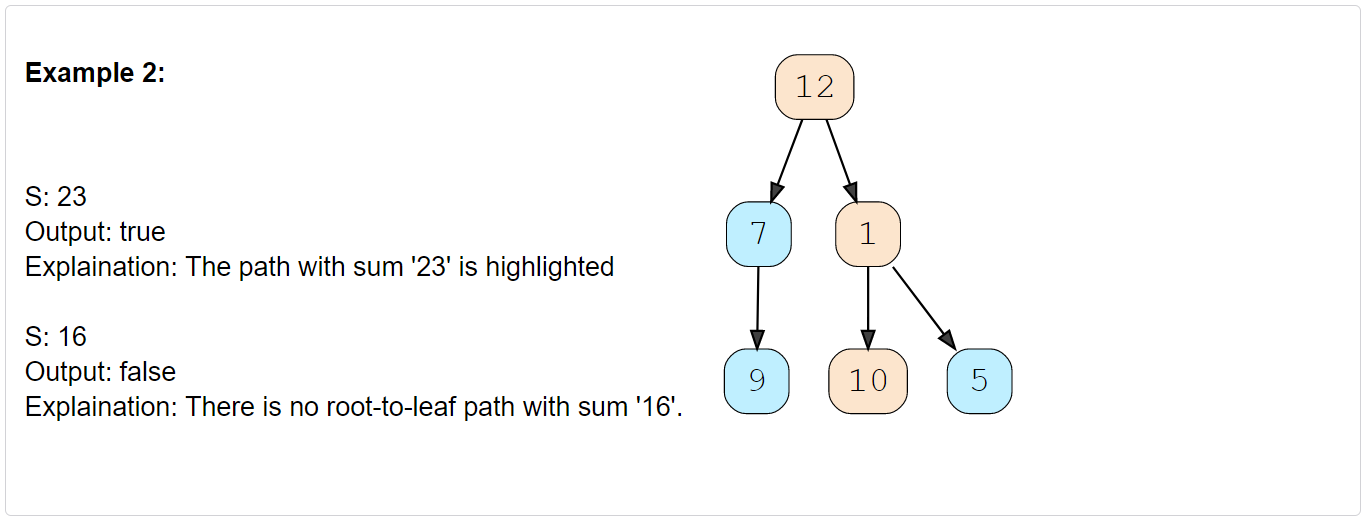 Example 2:
S: 23
Output: true
Explaination: The path with sum '23' is highlighted
S: 16
Output: false
Explaination: There is no root-to-leaf path with sum '16'.
12
7
1
9
10
5